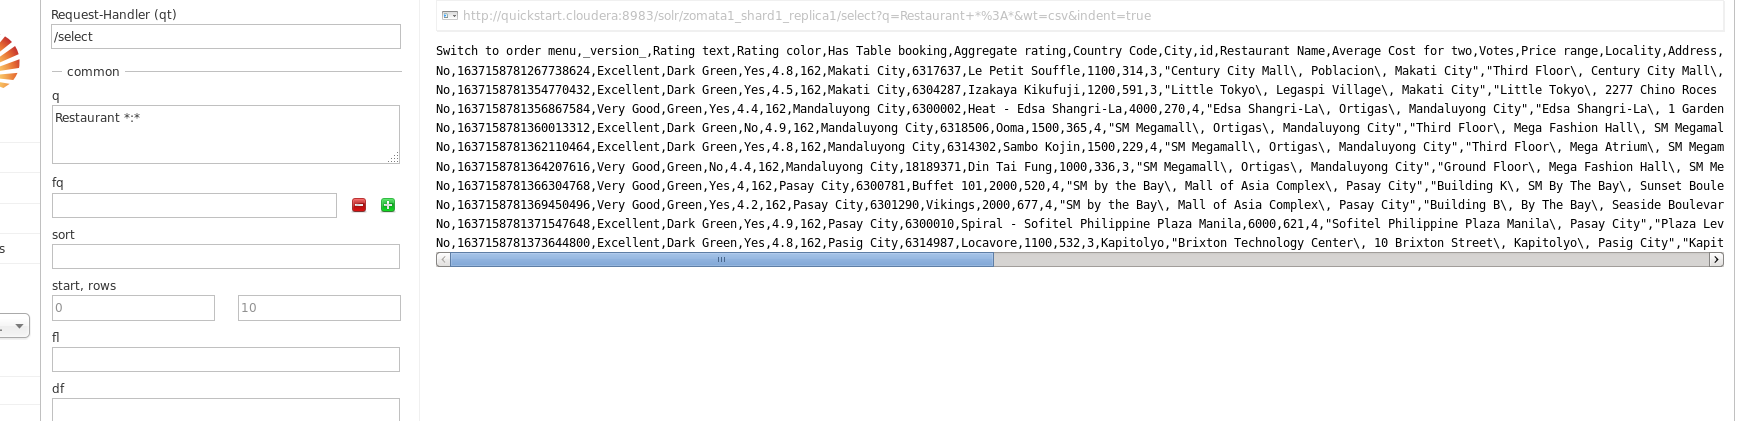 Request-Handler (qt)
/select
common
q
Restaurant *:*
fq
sort
start, rows
0
10
fl
df
s
http://quickstart.cloudera:8983/solr/zomata1_shard1_replica1/select?q=Restaurant+*%3A*&wt=csv&indent=true
Switch to order menu,_version_,Rating text,Rating color,Has Table booking,Aggregate rating,Country Code,City,id,Restaurant Name,Average Cost for two,Votes,Price range,Locality,Address,
No,1637158781267738624,Excellent,Dark Green,Yes,4.8,162,Makati City,6317637,Le Petit Souffle,1100,314,3,"Century City Mall\, Poblacion\, Makati City","Third Floor\, Century City Mall\,
No,1637158781354770432,Excellent,Dark Green,Yes,4.5,162,Makati City,6304287,Izakaya Kikufuji,1200,591,3,"Little Tokyo\, Legaspi Village\, Makati City","Little Tokyo\, 2277 Chino Roces
No,1637158781356867584,Very Good,Green,Yes,4.4,162,Mandaluyong City,6300002,Heat - Edsa Shangri-La,4000,270,4,"Edsa Shangri-La\, Ortigas\, Mandaluyong City","Edsa Shangri-La\, 1 Garden
No,1637158781360013312,Excellent,Dark Green,No,4.9,162,Mandaluyong City,6318506,Ooma,1500,365,4,"SM Megamall\, Ortigas\, Mandaluyong City","Third Floor\, Mega Fashion Hall\, SM Megamal
No,1637158781362110464,Excellent,Dark Green,Yes,4.8,162,Mandaluyong City,6314302,Sambo Kojin,1500,229,4,"SM Megamall\, Ortigas\, Mandaluyong City","Third Floor\, Mega Atrium\, SM Megam
No,1637158781364207616,Very Good,Green,No,4.4,162,Mandaluyong City,18189371,Din Tai Fung,1000,336,3,"SM Megamall\, Ortigas\, Mandaluyong City","Ground Floor\, Mega Fashion Hall\, SM Me
No,1637158781366304768,Very Good,Green,Yes,4,162,Pasay City,6300781,Buffet 101,2000,520,4,"SM by the Bay\, Mall of Asia Complex\, Pasay City","Building K\, SM By The Bay\, Sunset Boule
No,1637158781369450496,Very Good,Green,Yes,4.2,162,Pasay City,6301290,Vikings,2000,677,4,"SM by the Bay\, Mall of Asia Complex\, Pasay City","Building B\, By The Bay\, Seaside Boulevar
No,1637158781371547648,Excellent,Dark Green,Yes,4.9,162,Pasay City,6300010,Spiral - Sofitel Philippine Plaza Manila,6000,621,4,"Sofitel Philippine Plaza Manila\, Pasay City","Plaza Lev
No,1637158781373644800,Excellent,Dark Green,Yes,4.8,162,Pasig City,6314987,Locavore,1100,532,3,Kapitolyo,"Brixton Technology Center\, 10 Brixton Street\, Kapitolyo\, Pasig City","Kapit